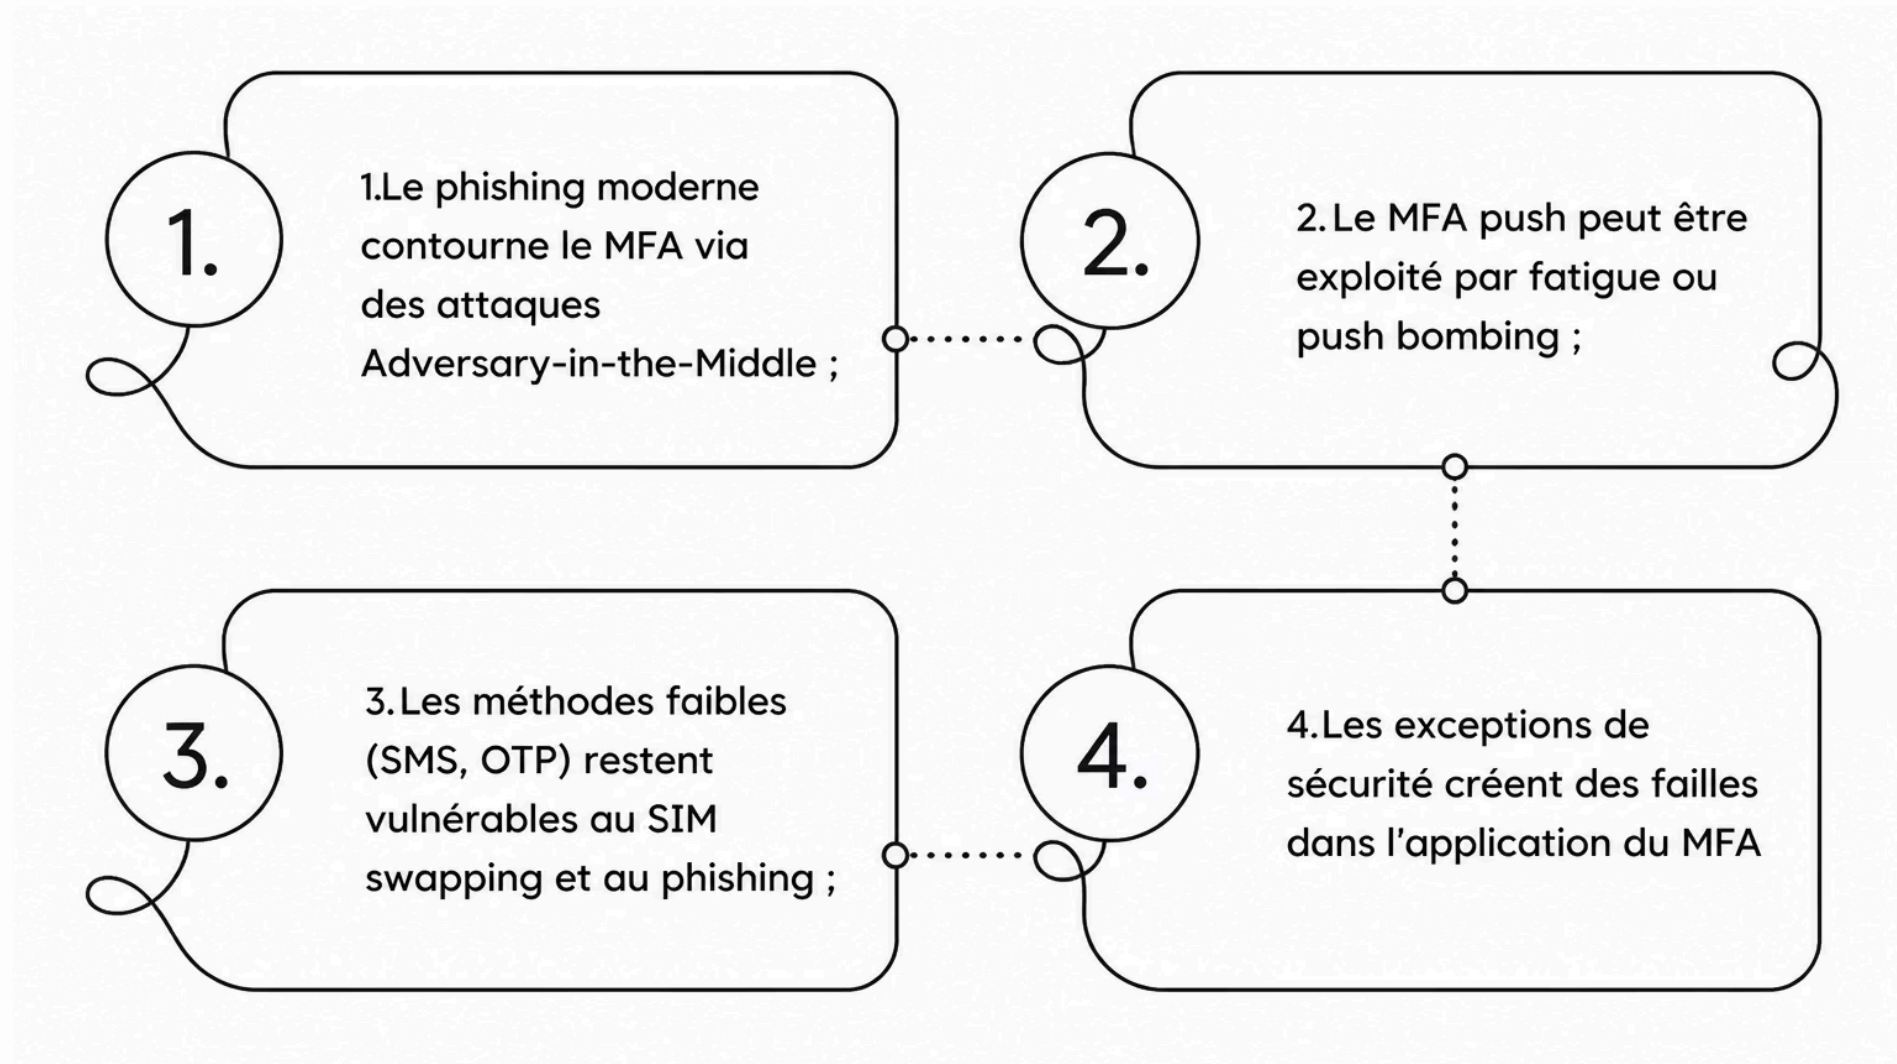 1.
1.Le phishing moderne
contourne le MFA via
des attaques
Adversary-in-the-Middle ;
2.
2. Le MFA push peut être
exploité par fatigue ou
push bombing ;
3.
3. Les méthodes faibles
(SMS, OTP) restent
vulnérables au SIM
swapping et au phishing ;
4.
4.Les exceptions de
sécurité créent des failles
dans l'application du MFA